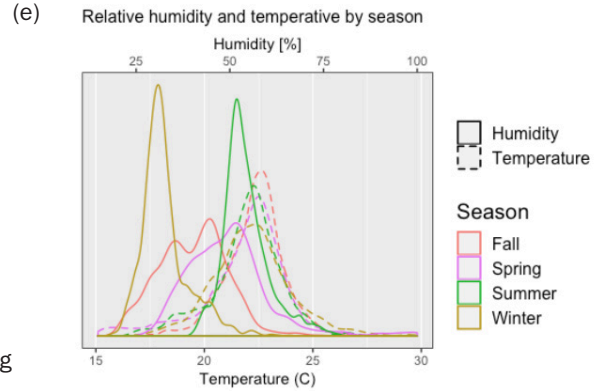 (e)
Relative humidity and temperative by season
Humidity [%]
25 50 75 100
Humidity
Temperature
Season
Fall
Spring
Summer
Winter
g
15 20 25 30
Temperature (C)